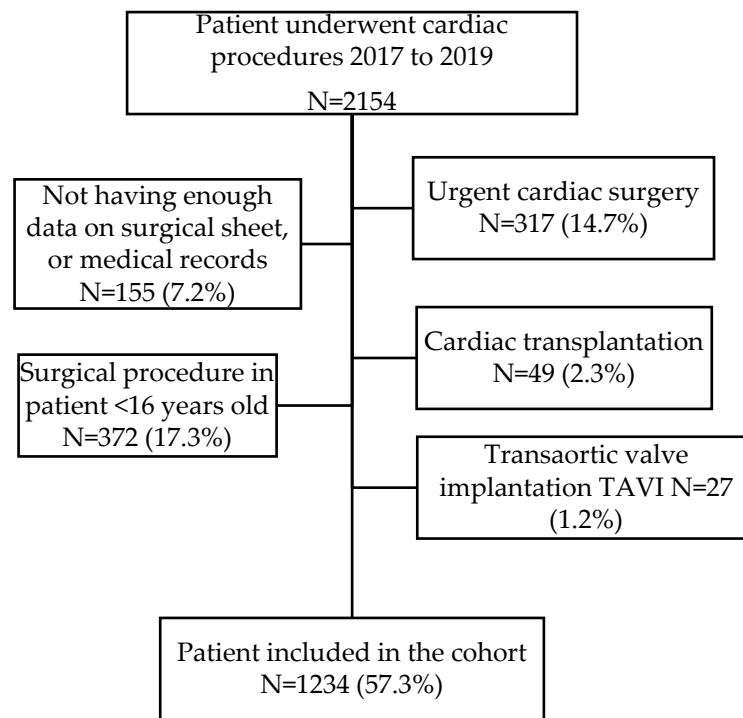 Patient underwent cardiac
procedures 2017 to 2019
N=2154
Not having enough
data on surgical sheet,
or medical records
N=155 (7.2%)
Urgent cardiac surgery
N=317 (14.7%)
Cardiac transplantation
N=49 (2.3%)
Surgical procedure in
patient <16 years old
N=372 (17.3%)
Transaortic valve
implantation TAVI N=27
(1.2%)
Patient included in the cohort
N=1234 (57.3%)